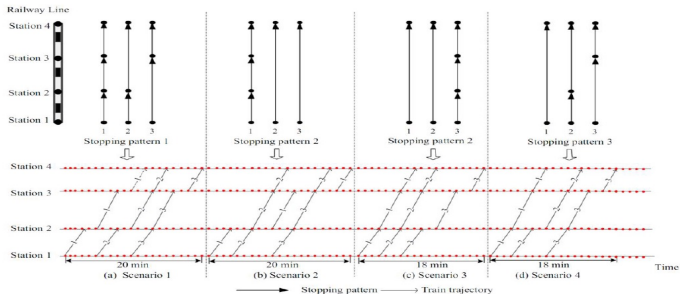 Railway Line
Station 4
Station 3
Station 2
Station 1
1 2 3
1 2 3
1 2 3
1 2 3
Stopping pattern 1
Stopping pattern 2
Stopping pattern 2
Stopping pattern 3
Station 4
Station 3
Station 2
Station 1
Time
20 min
20 min
18 min
18 min
(a) Scenario 1
(b) Scenario 2
(c) Scenario 3
(d) Scenario 4
Stopping pattern
Train trajectory